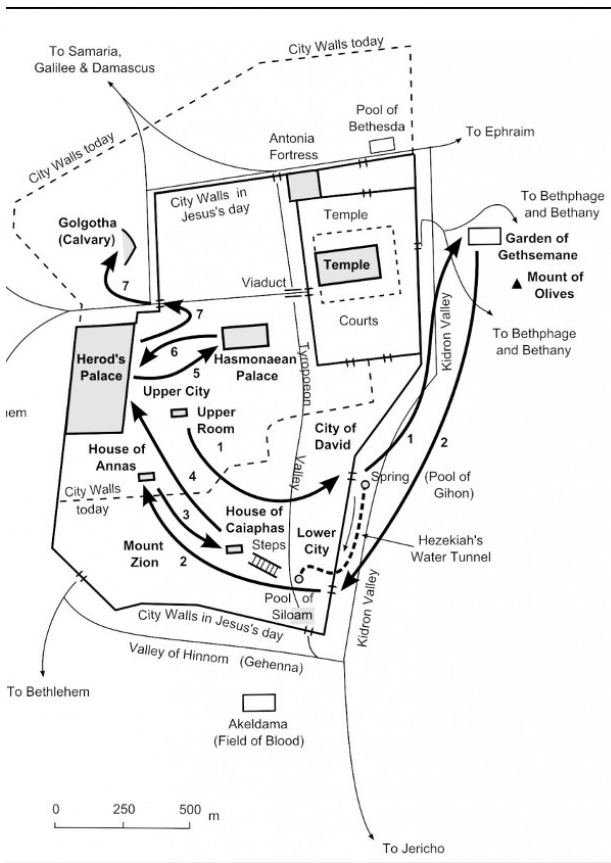 City Walls today
To Samaria,
Galilee & Damascus
Pool of
Bethesda
To Ephraim
Antonia
Fortress
City Walls today
City Walls in
Jesus's day
Temple
To Bethphage
and Bethany
Golgotha
(Calvary)
Garden of
Gethsemane
Temple
Viaduct
Mount of
Olives
7
7
Courts
Kidron Valley
To Bethphage
and Bethany
6
Herod's
Palace
Hasmonaean
Palace
5
Tyropoeon
Valley
Upper City
hem
Upper
Room
City of
David
1
1
2
House of
Annas
4
Spring
(Pool of
Gihon)
City Walls
today
3
House of
Caiaphas
Steps
Lower
City
Hezekiah's
Water Tunnel
Mount
Zion
2
Pool of
Siloam
Kidron Valley
City Walls in Jesus's day
Valley of Hinnom (Gehenna)
To Bethlehem
Akeldama
(Field of Blood)
0 250 500 m
To Jericho